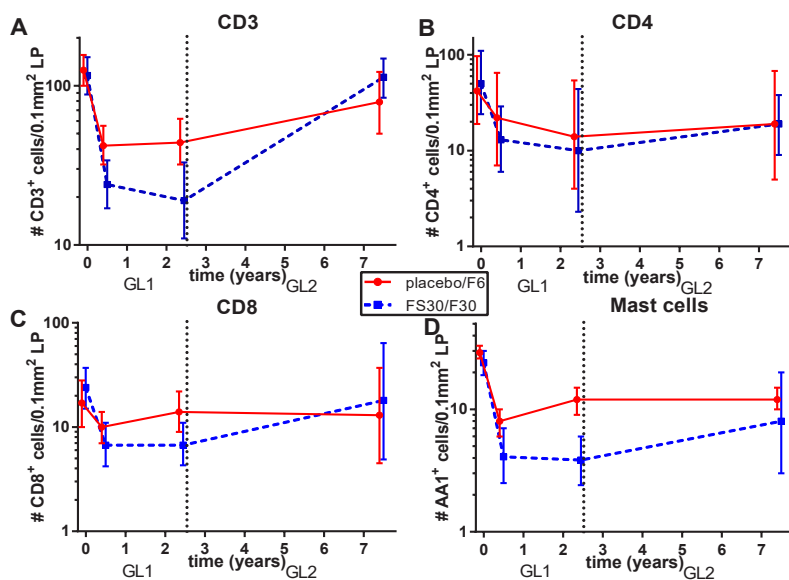 A
CD3
# CD3+ cells/0.1mm2 LP
100
10
0 1 2 3 4 5 6 7
time (years)
GL1
GL2
B
CD4
# CD4+ cells/0.1mm2 LP
100
10
1
0 1 2 3 4 5 6 7
time (years)
GL1
GL2
placebo/F6
FS30/F30
C
CD8
# CD8+ cells/0.1mm2 LP
100
10
1
0 1 2 3 4 5 6 7
time (years)
GL1
GL2
D
Mast cells
# AA1+ cells/0.1mm2 LP
10
1
0 1 2 3 4 5 6 7
time (years)
GL1
GL2